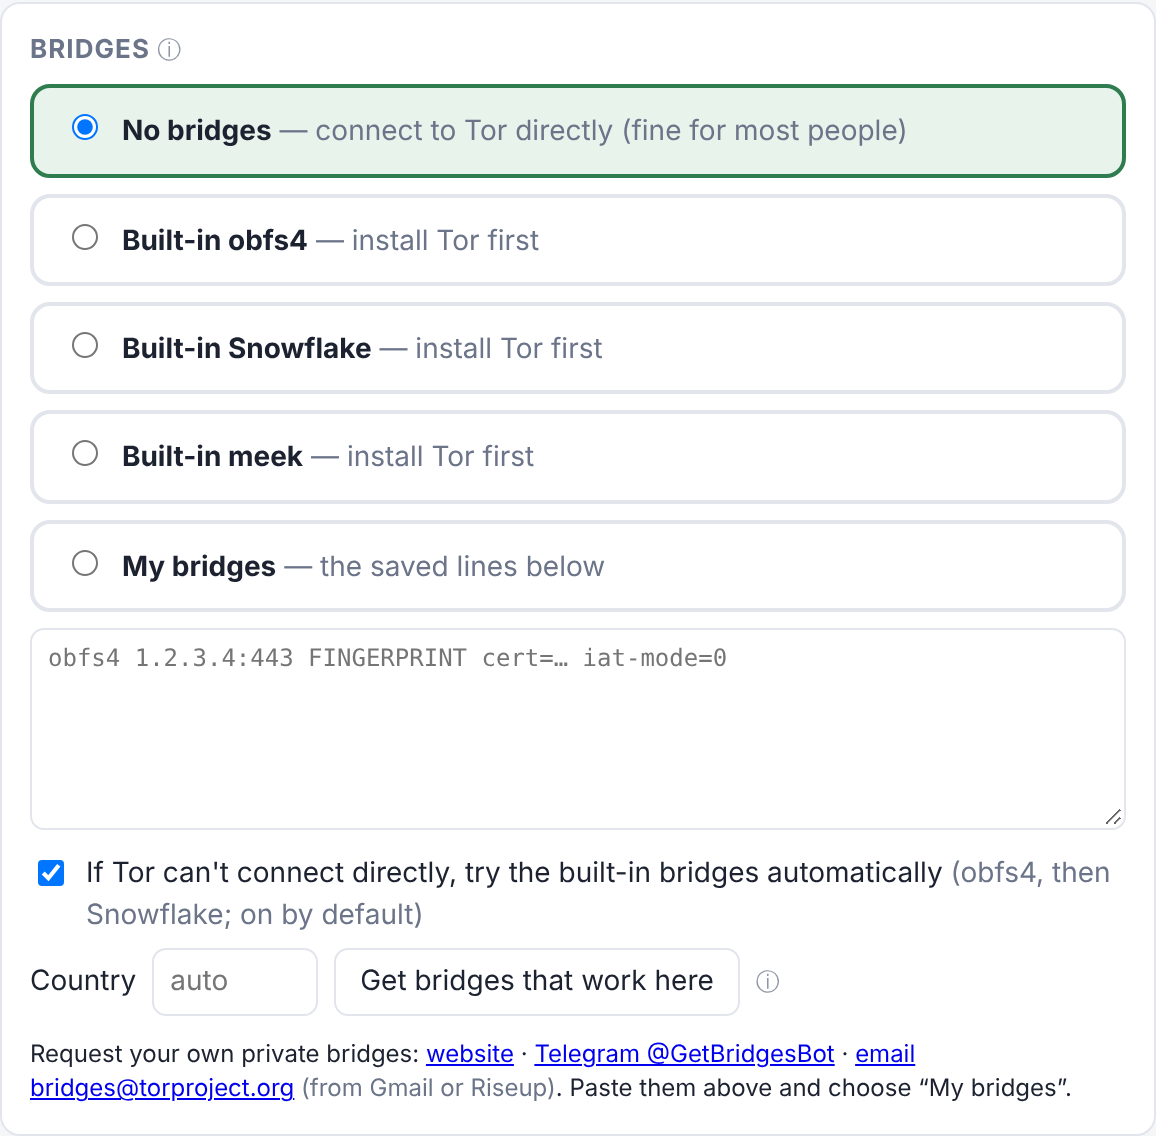 BRIDGES ⓘ
No bridges — connect to Tor directly (fine for most people)
Built-in obfs4 — install Tor first
Built-in Snowflake — install Tor first
Built-in meek — install Tor first
My bridges — the saved lines below
obfs4 1.2.3.4:443 FINGERPRINT cert=… iat-mode=0
If Tor can't connect directly, try the built-in bridges automatically (obfs4, then
Snowflake; on by default)
Country auto Get bridges that work here ⓘ
Request your own private bridges: website · Telegram @GetBridgesBot · email
bridges@torproject.org (from Gmail or Riseup). Paste them above and choose “My bridges”.